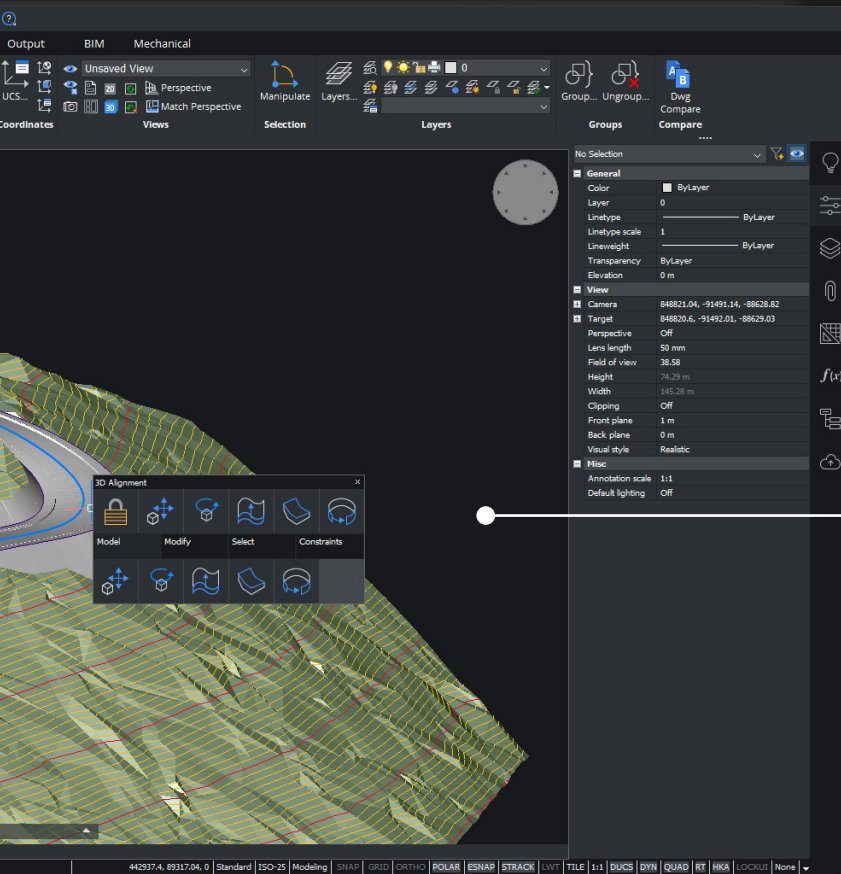 ?
Output BIM Mechanical
Unsaved View
0
20 Perspective
UCS...
3D Match Perspective
Manipulate
Layers...
Group... Ungroup...
A B
Dwg
Compare
Coordinates
Views
Selection
Layers
Groups
Compare
No Selection
General
Color ByLayer
Layer 0
Linetype ByLayer
Linetype scale 1
Lineweight ByLayer
Transparency ByLayer
Elevation 0 m
View
Camera 848821.04, -91491.14, -88628.82
Target 848820.6, -91492.01, -88629.03
Perspective Off
Lens length 50 mm
Field of view 38.58
Height 74.29 m
Width 145.28 m
Clipping Off
Front plane 1 m
Back plane 0 m
Visual style Realistic
Misc
Annotation scale 1:1
Default lighting Off
f(x)
3D Alignment
Model Modify Select Constraints
442937.4, 89317.04, 0 Standard ISO-25 Modeling SNAP GRID ORTHO POLAR ESNAP STRACK LWT TILE 1:1 DUCS DYN QUAD RT HKA LOCKUI None